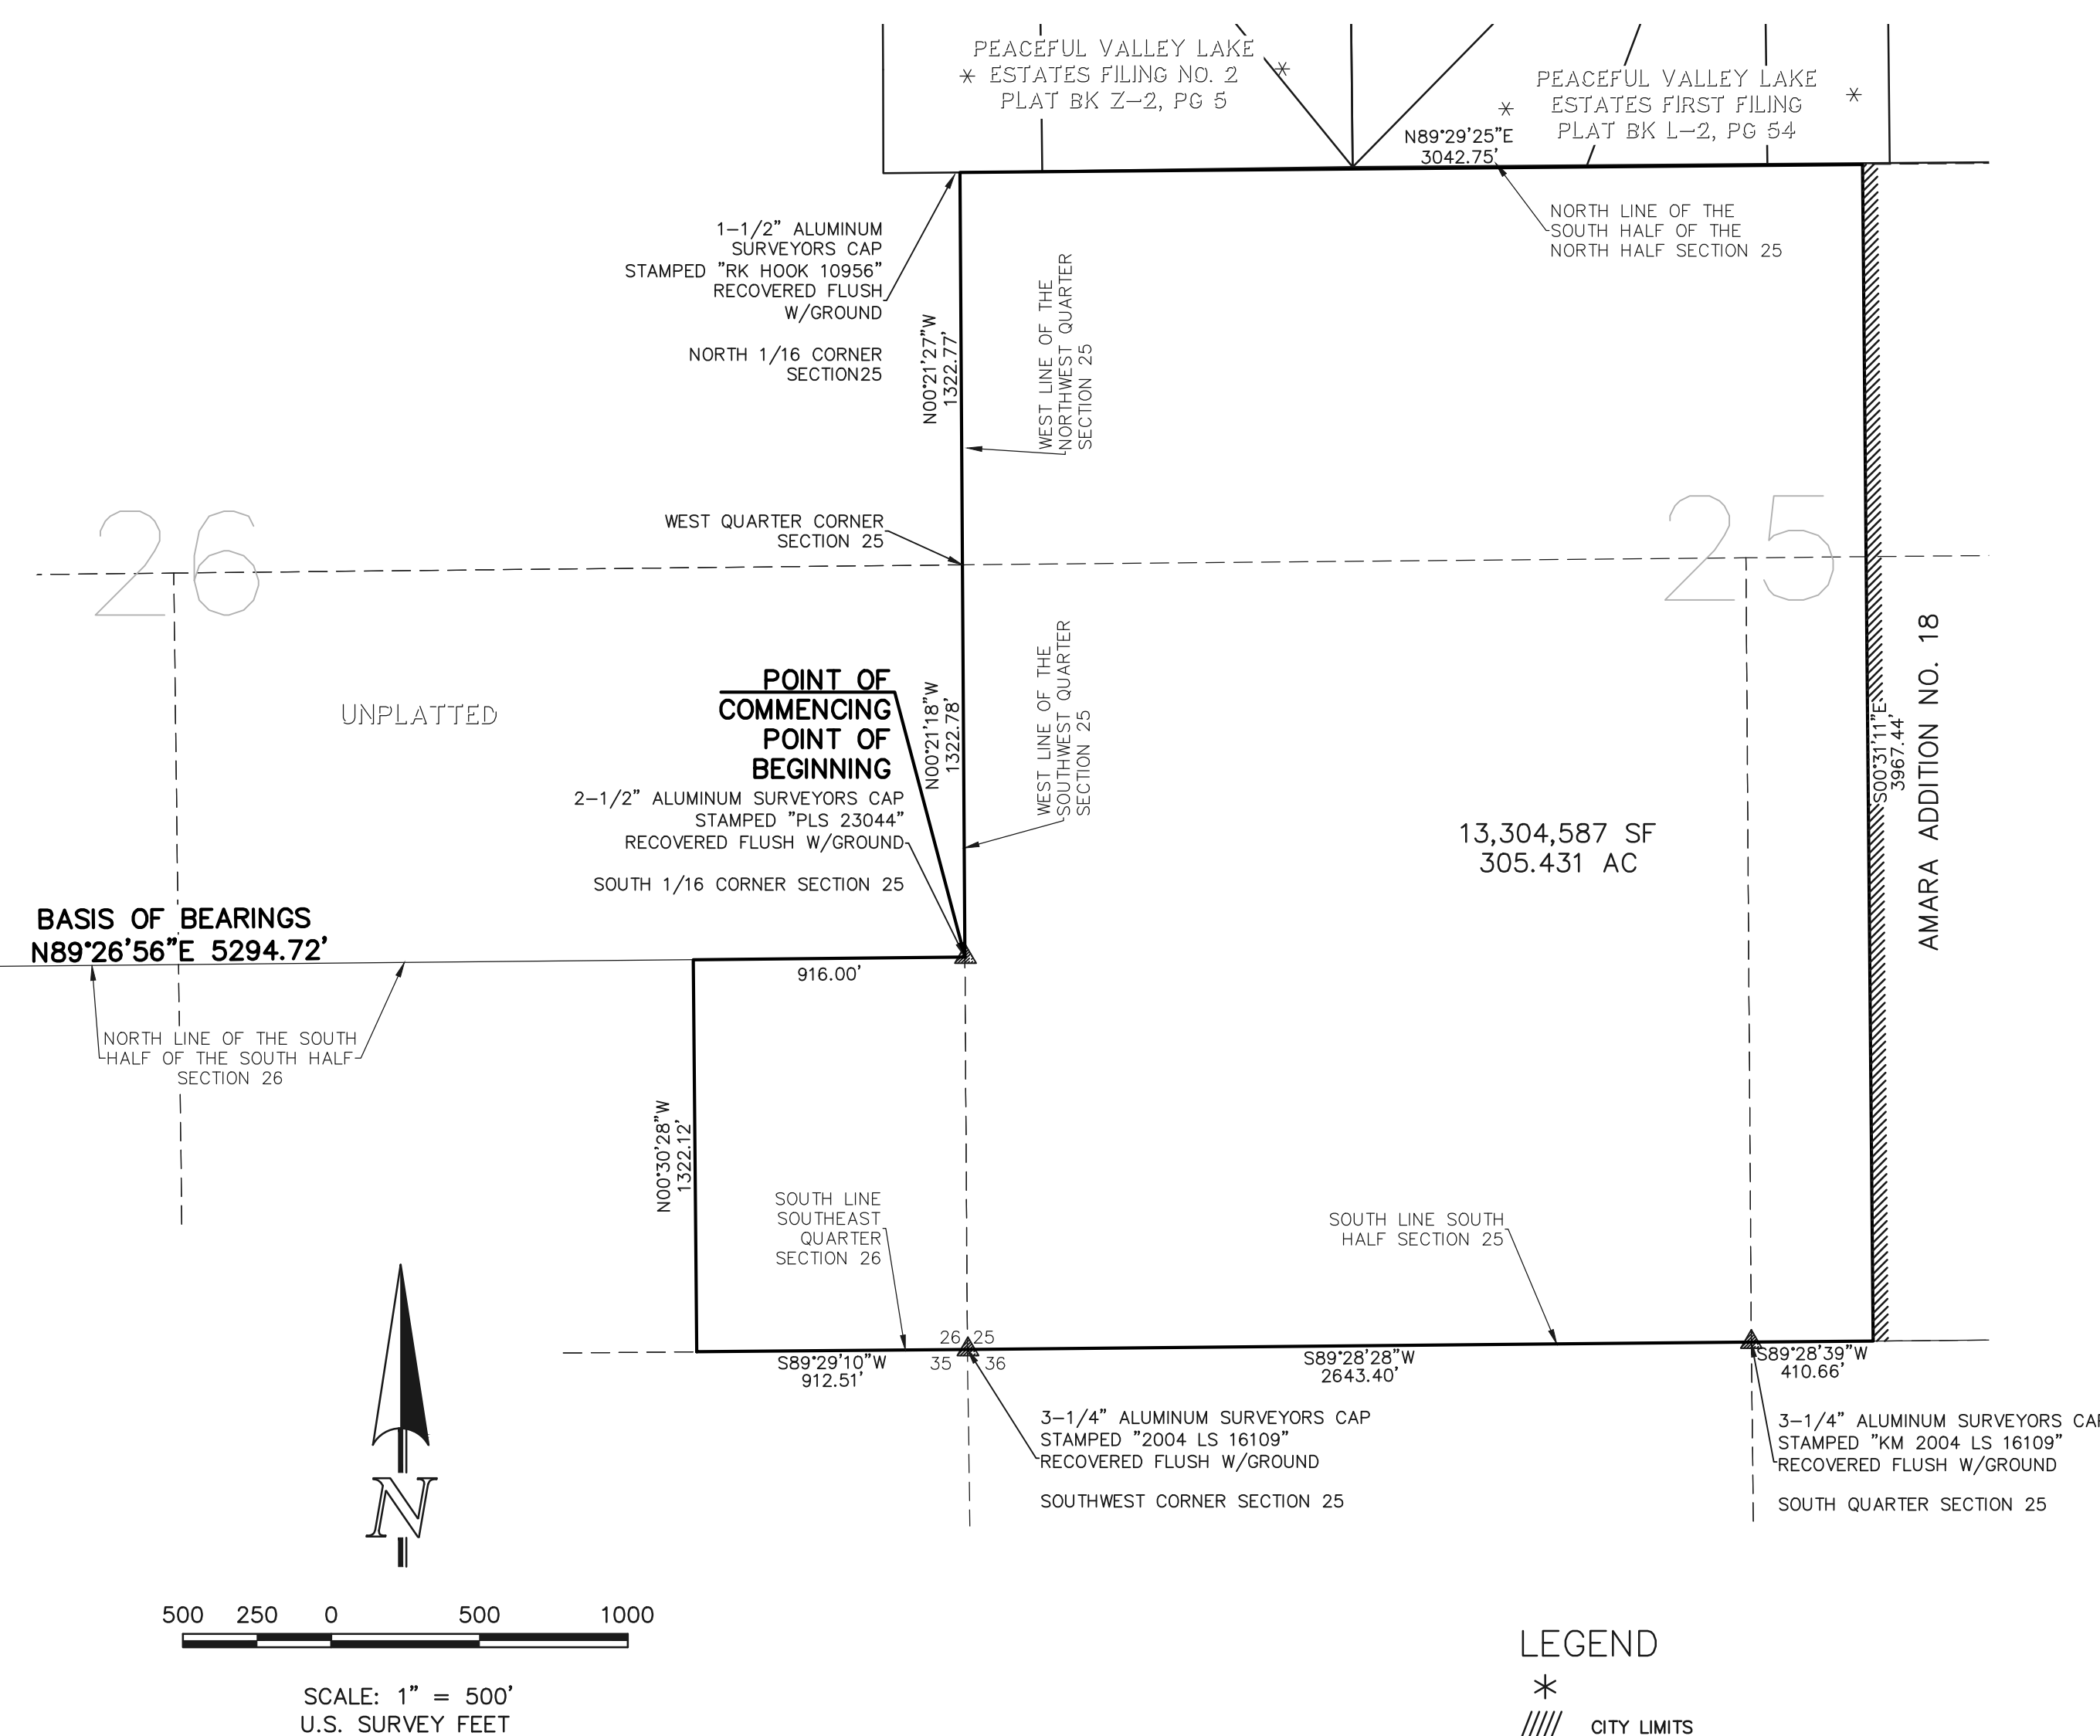 PEACEFUL VALLEY LAKE
* ESTATES FILING NO. 2 *
PLAT BK Z-2, PG 5
PEACEFUL VALLEY LAKE *
* ESTATES FIRST FILING
PLAT BK L-2, PG 54
N89°29'25"E
3042.75'
NORTH LINE OF THE
SOUTH HALF OF THE
NORTH HALF SECTION 25
1-1/2" ALUMINUM
SURVEYORS CAP
STAMPED "RK HOOK 10956"
RECOVERED FLUSH
W/GROUND
NORTH 1/16 CORNER
SECTION25
N00°21'27"W
1322.77'
WEST LINE OF THE
NORTHWEST QUARTER
SECTION 25
26
25
WEST QUARTER CORNER
SECTION 25
UNPLATTED
POINT OF
COMMENCING
POINT OF
BEGINNING
2-1/2" ALUMINUM SURVEYORS CAP
STAMPED "PLS 23044"
RECOVERED FLUSH W/GROUND
SOUTH 1/16 CORNER SECTION 25
N00°21'18"W
1322.78'
WEST LINE OF THE
SOUTHWEST QUARTER
SECTION 25
13,304,587 SF
305.431 AC
S00°31'11"E
3967.44'
AMARA ADDITION NO. 18
BASIS OF BEARINGS
N89°26'56"E 5294.72'
916.00'
NORTH LINE OF THE SOUTH
HALF OF THE SOUTH HALF
SECTION 26
N00°30'28"W
1322.12'
SOUTH LINE
SOUTHEAST
QUARTER
SECTION 26
SOUTH LINE SOUTH
HALF SECTION 25
26 25
35 36
S89°29'10"W
912.51'
S89°28'28"W
2643.40'
S89°28'39"W
410.66'
3-1/4" ALUMINUM SURVEYORS CAP
STAMPED "2004 LS 16109"
RECOVERED FLUSH W/GROUND
SOUTHWEST CORNER SECTION 25
3-1/4" ALUMINUM SURVEYORS CAP
STAMPED "KM 2004 LS 16109"
RECOVERED FLUSH W/GROUND
SOUTH QUARTER SECTION 25
N
500 250 0 500 1000
SCALE: 1" = 500'
U.S. SURVEY FEET
LEGEND
*
CITY LIMITS